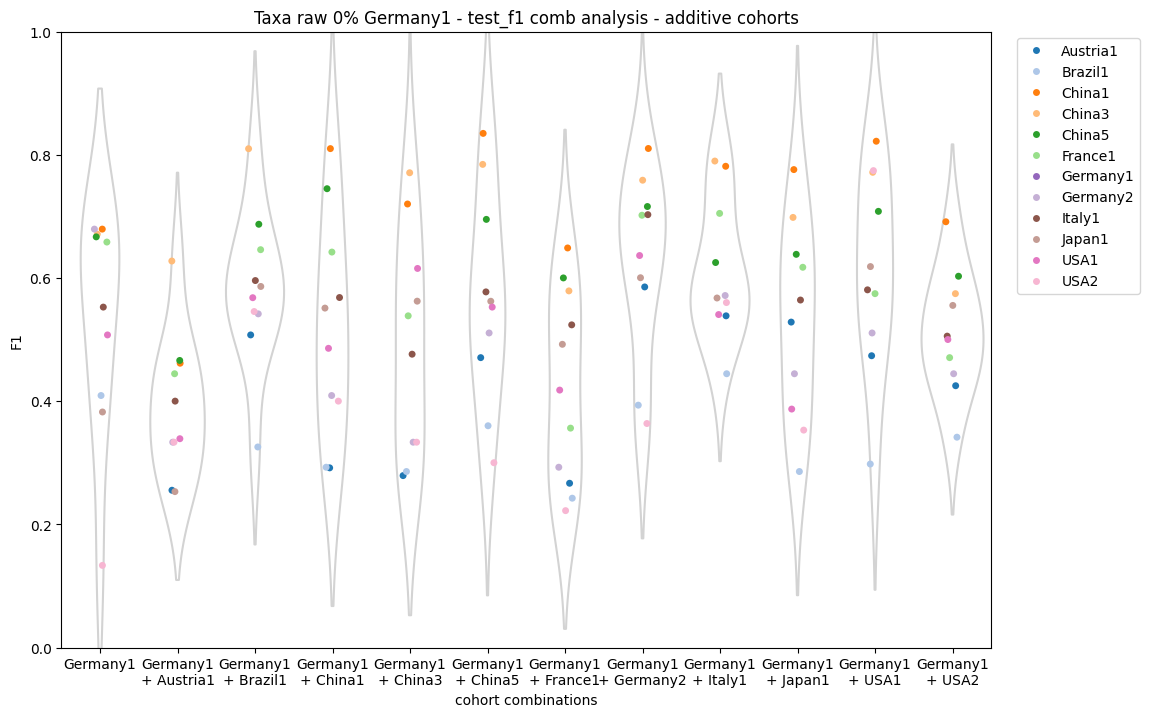 Taxa raw 0% Germany1 - test_f1 comb analysis - additive cohorts
1.0
0.8
0.6
0.4
0.2
0.0
F1
Germany1
Germany1
+ Austria1
Germany1
+ Brazil1
Germany1
+ China1
Germany1
+ China3
Germany1
+ China5
Germany1
+ France1
Germany1
+ Germany2
Germany1
+ Italy1
Germany1
+ Japan1
Germany1
+ USA1
Germany1
+ USA2
cohort combinations
Austria1
Brazil1
China1
China3
China5
France1
Germany1
Germany2
Italy1
Japan1
USA1
USA2